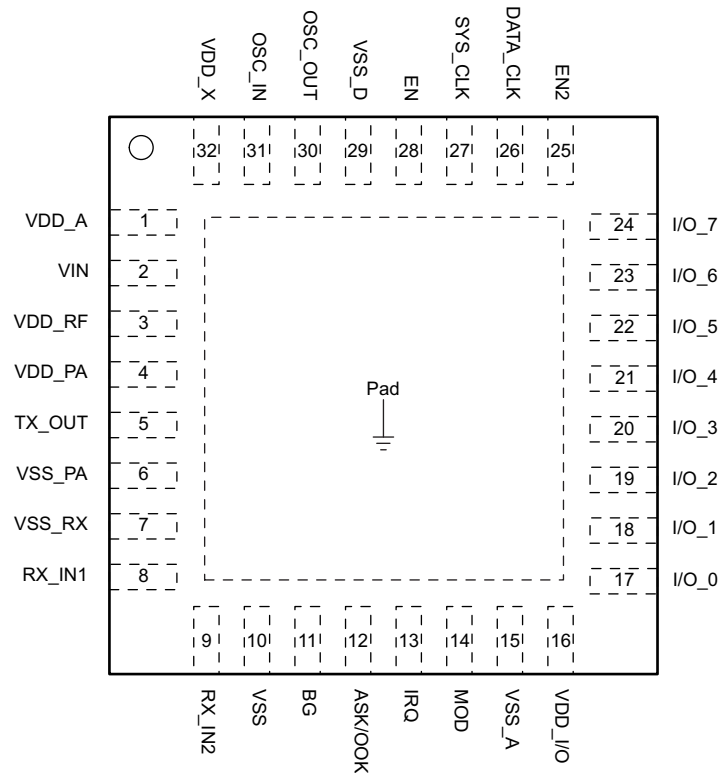 VDD_X
OSC_IN
OSC_OUT
VSS_D
EN
SYS_CLK
DATA_CLK
EN2
32
31
30
29
28
27
26
25
VDD_A 1
VIN 2
VDD_RF 3
VDD_PA 4
TX_OUT 5
VSS_PA 6
VSS_RX 7
RX_IN1 8
Pad
24 I/O_7
23 I/O_6
22 I/O_5
21 I/O_4
20 I/O_3
19 I/O_2
18 I/O_1
17 I/O_0
9
10
11
12
13
14
15
16
RX_IN2
VSS
BG
ASK/OOK
IRQ
MOD
VSS_A
VDD_I/O